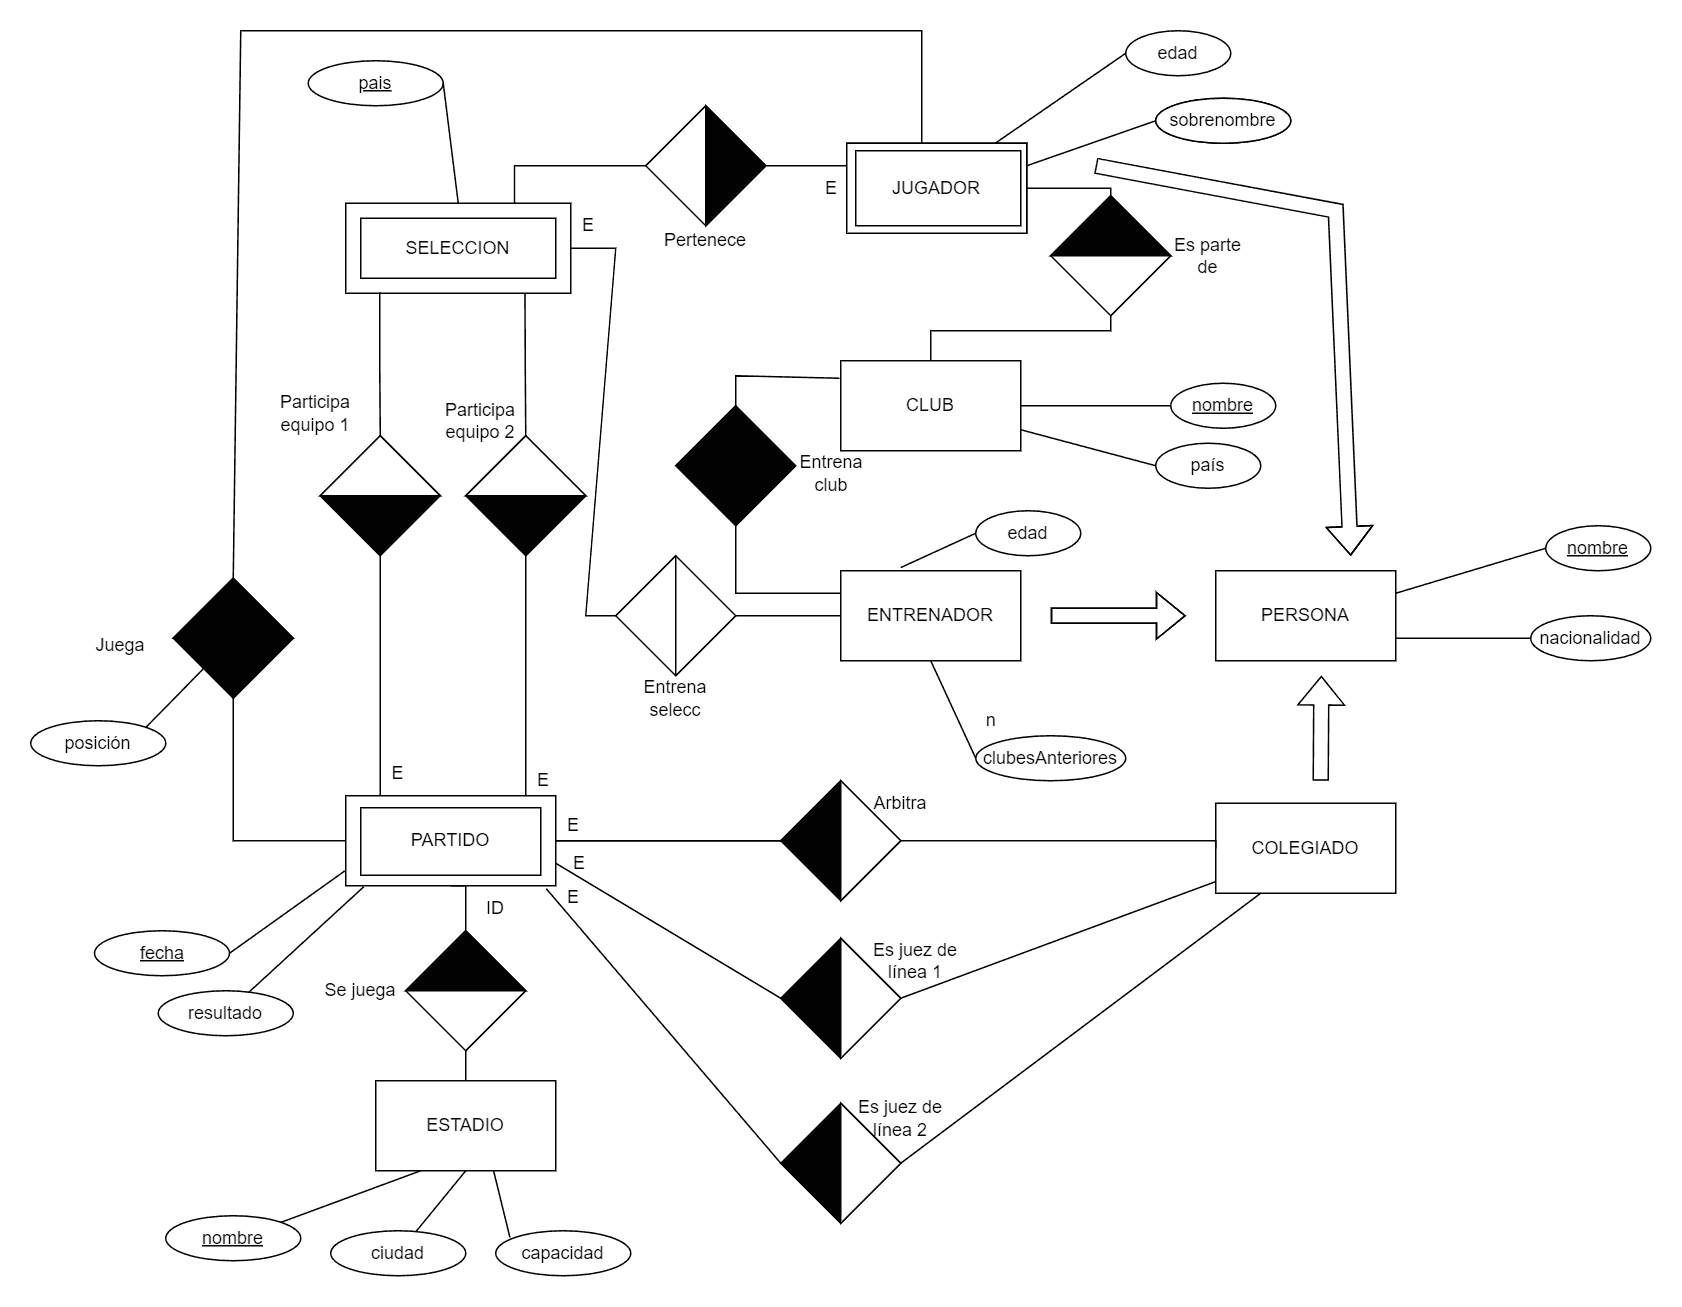 edad
pais
sobrenombre
JUGADOR
E
E
Pertenece
SELECCION
Es parte
de
Participa
equipo 1
Participa
equipo 2
CLUB
nombre
país
Entrena
club
edad
nombre
ENTRENADOR
PERSONA
nacionalidad
Juega
Entrena
selecc
n
posición
clubesAnteriores
E
E
Arbitra
E
PARTIDO
COLEGIADO
E
E
ID
fecha
Es juez de
línea 1
Se juega
resultado
Es juez de
línea 2
ESTADIO
nombre
ciudad
capacidad